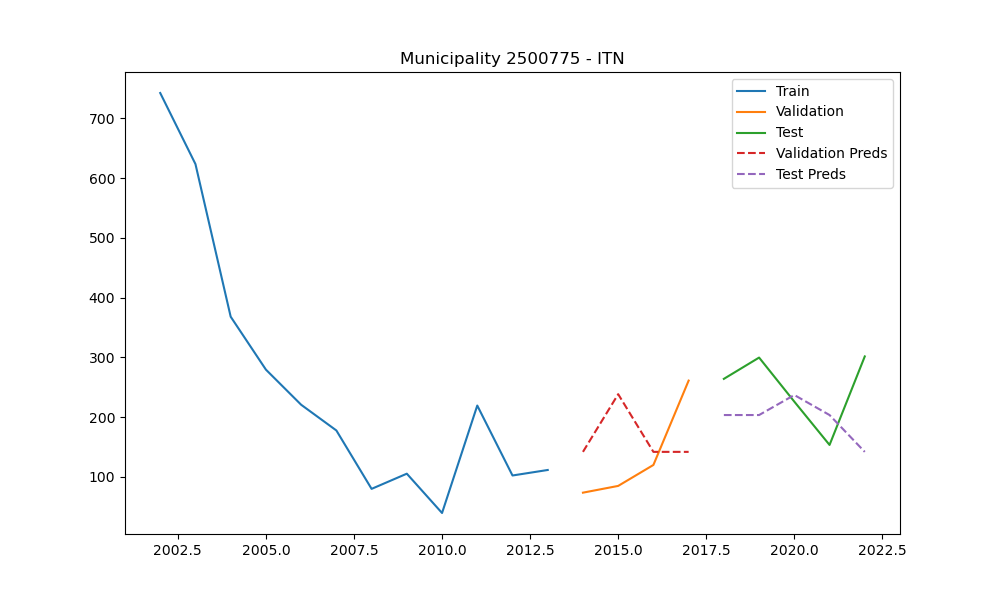 Municipality 2500775 - ITN
Train
Validation
Test
Validation Preds
Test Preds
700
600
500
400
300
200
100
2002.5 2005.0 2007.5 2010.0 2012.5 2015.0 2017.5 2020.0 2022.5